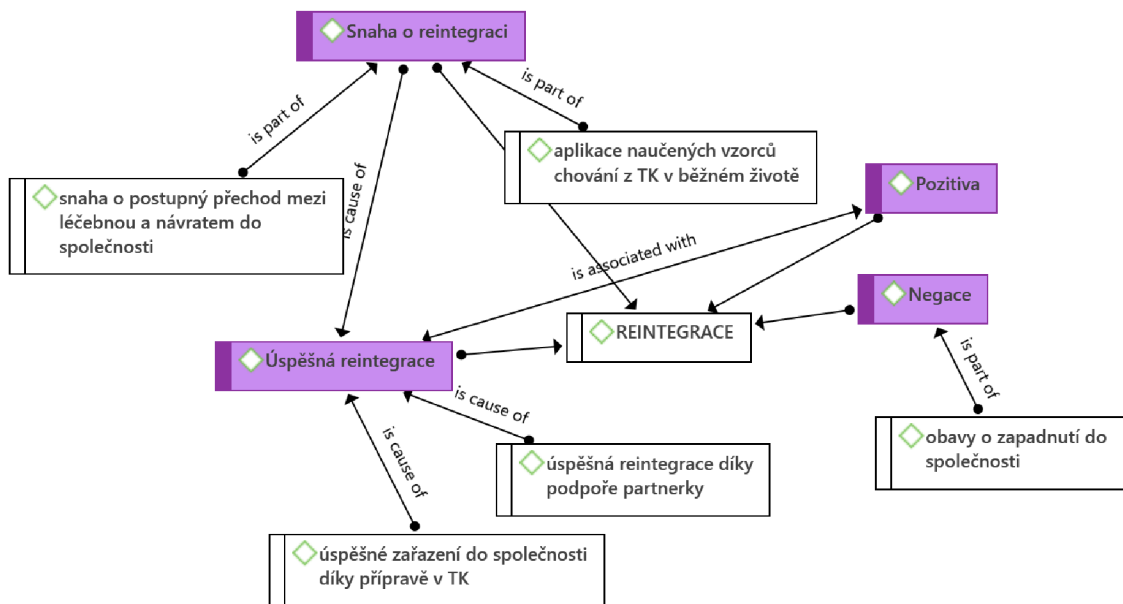 Snaha o reintegraci
is part of
is part of
aplikace naučených vzorců
chování z TK v běžném životě
snaha o postupný přechod mezi
léčebnou a návratem do
společnosti
is cause of
Pozitiva
is associated with
Negace
REINTEGRACE
Úspěšná reintegrace
is part of
is cause of
is cause of
obavy o zapadnutí do
společnosti
úspěšná reintegrace díky
podpoře partnerky
úspěšné zařazení do společnosti
díky přípravě v TK